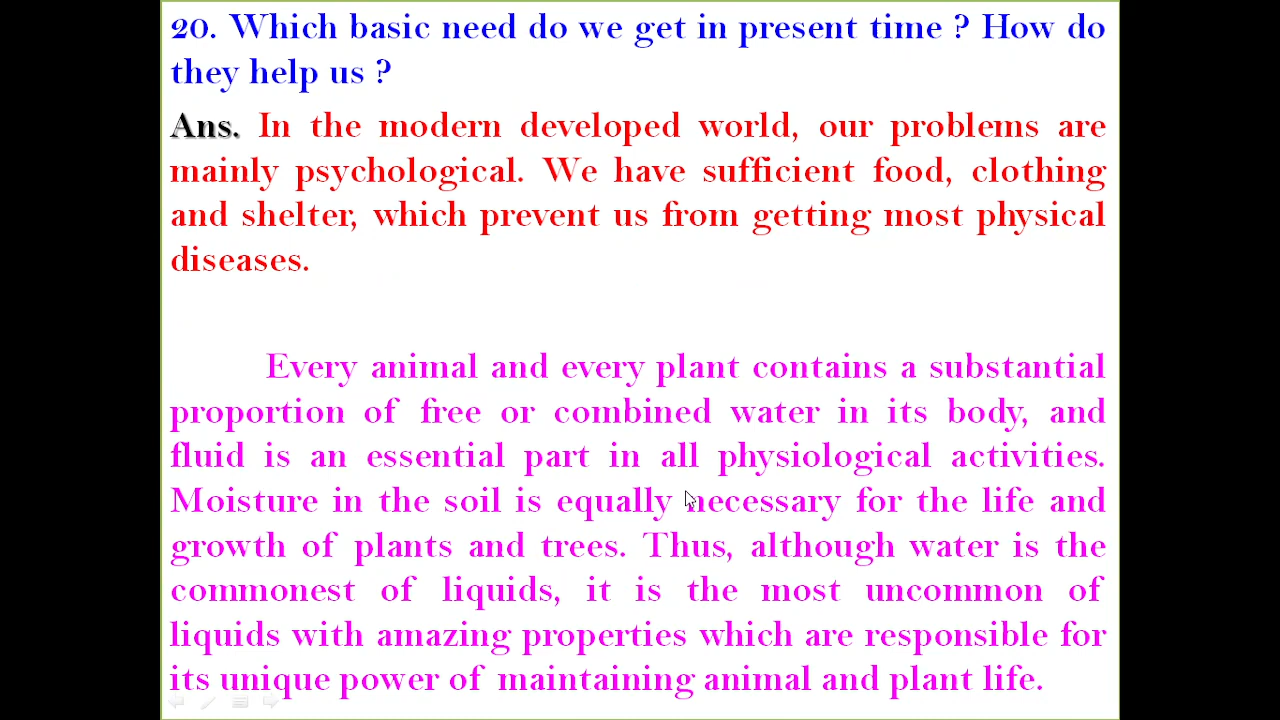 20. Which basic need do we get in present time ? How do
they help us ?
Ans. In the modern developed world, our problems are
mainly psychological. We have sufficient food, clothing
and shelter, which prevent us from getting most physical
diseases.
Every animal and every plant contains a substantial
proportion of free or combined water in its body, and
fluid is an essential part in all physiological activities.
Moisture in the soil is equally necessary for the life and
growth of plants and trees. Thus, although water is the
commonest of liquids, it is the most uncommon of
liquids with amazing properties which are responsible for
its unique power of maintaining animal and plant life.